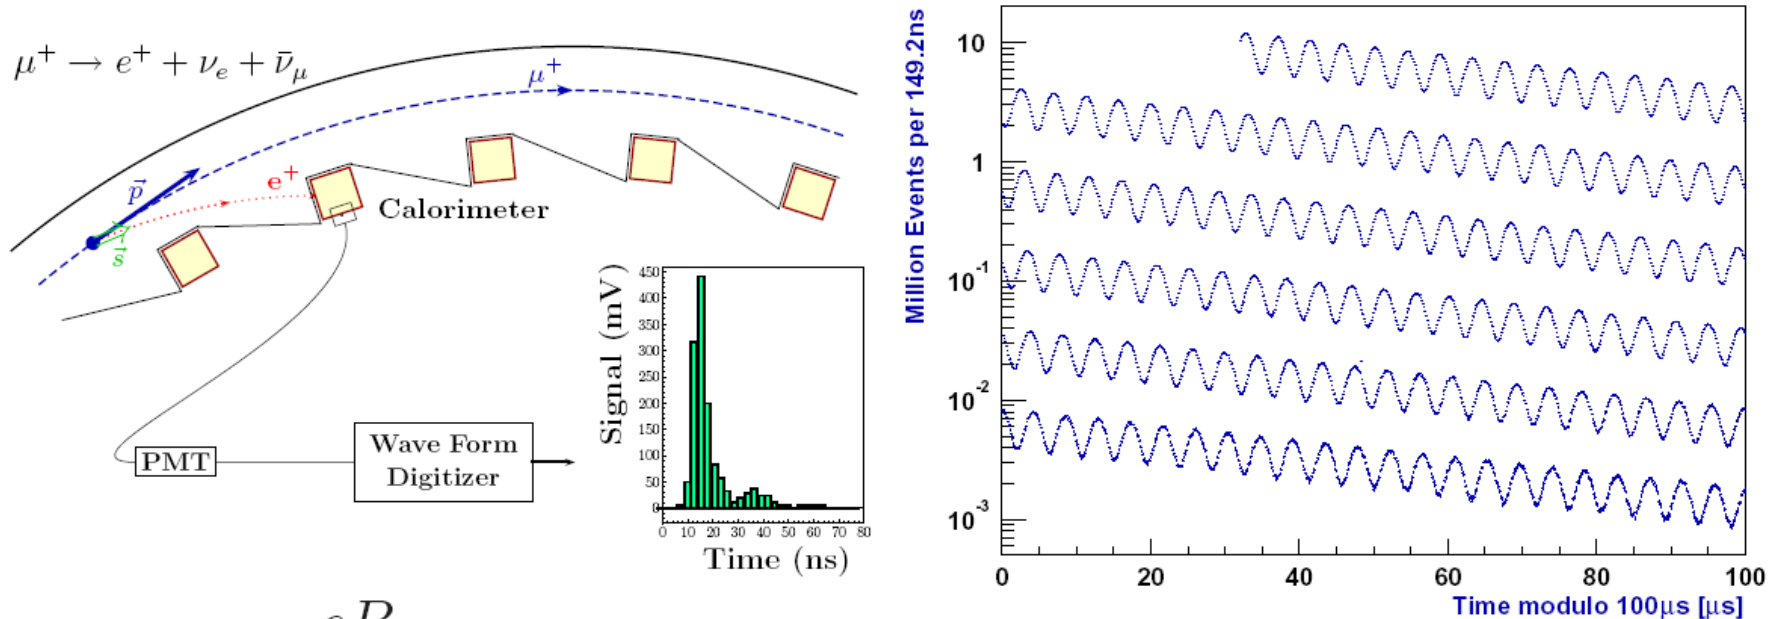 μ⁺ → e⁺ + ν_e + ν̄_μ
μ⁺
p⃗
e⁺
s⃗
Calorimeter
PMT
Wave Form
Digitizer
Signal (mV)
450
400
350
300
250
200
150
100
50
0
0 10 20 30 40 50 60 70 80
Time (ns)
Million Events per 149.2ns
10
1
10⁻¹
10⁻²
10⁻³
0 20 40 60 80 100
Time modulo 100μs [μs]